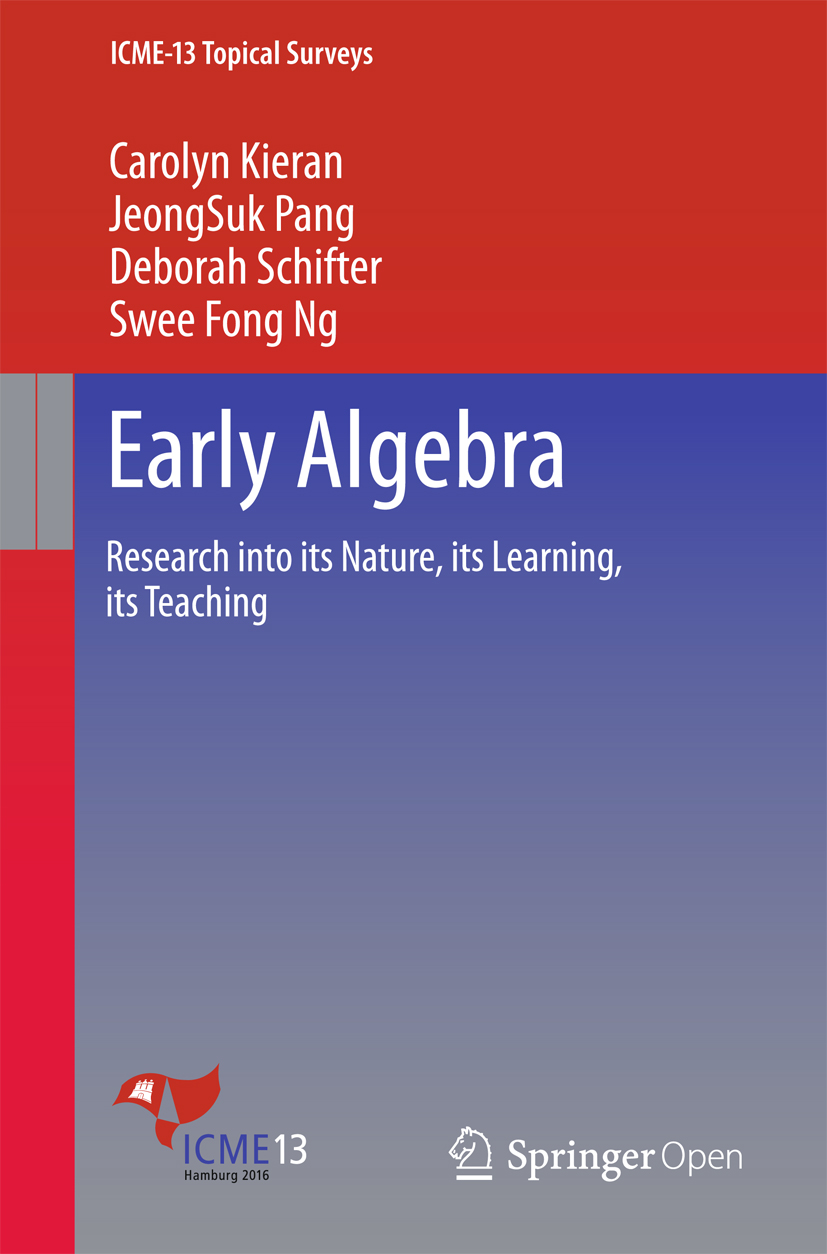 ICME-13 Topical Surveys
Carolyn Kieran
JeongSuk Pang
Deborah Schifter
Swee Fong Ng
Early Algebra
Research into its Nature, its Learning,
its Teaching
ICME13
Hamburg 2016
Springer Open